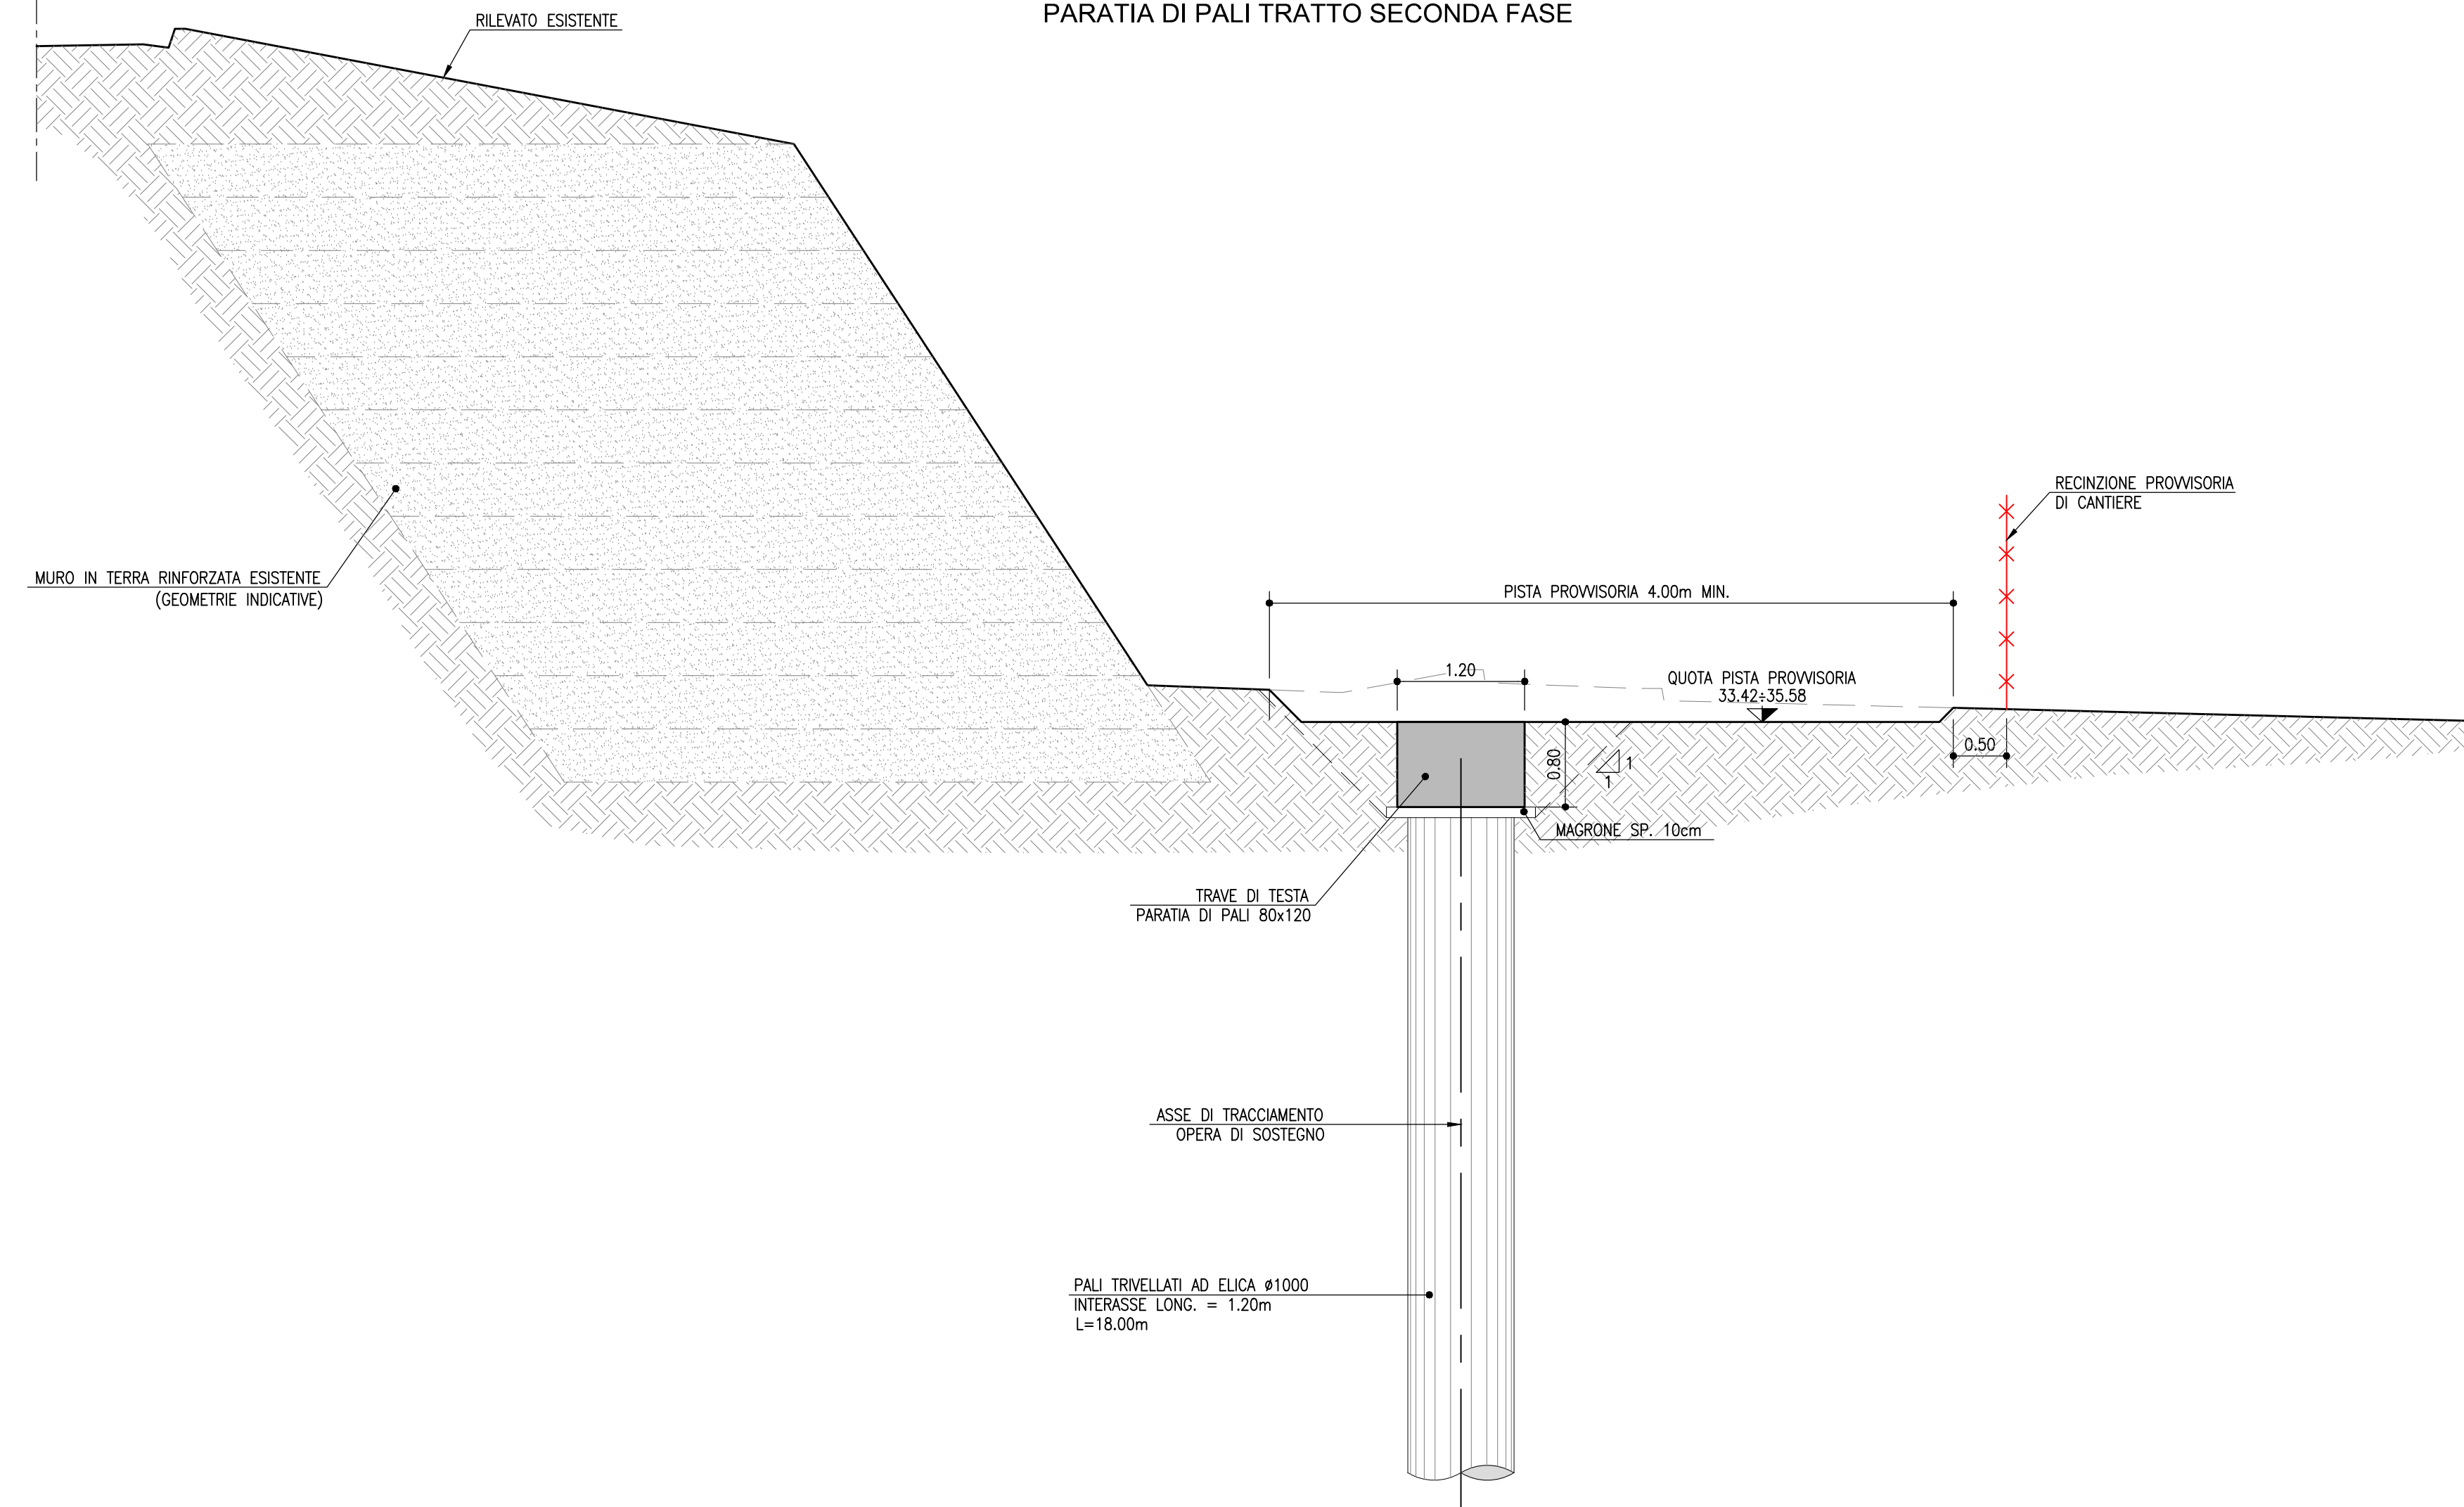 PARATIA DI PALI TRATTO SECONDA FASE
RILEVATO ESISTENTE
RECINZIONE PROVVISORIA
DI CANTIERE
MURO IN TERRA RINFORZATA ESISTENTE
(GEOMETRIE INDICATIVE)
PISTA PROVVISORIA 4.00m MIN.
1.20
QUOTA PISTA PROVVISORIA
33.42÷35.58
0.80
1
1
0.50
MAGRONE SP. 10cm
TRAVE DI TESTA
PARATIA DI PALI 80x120
ASSE DI TRACCIAMENTO
OPERA DI SOSTEGNO
PALI TRIVELLATI AD ELICA ø1000
INTERASSE LONG. = 1.20m
L=18.00m